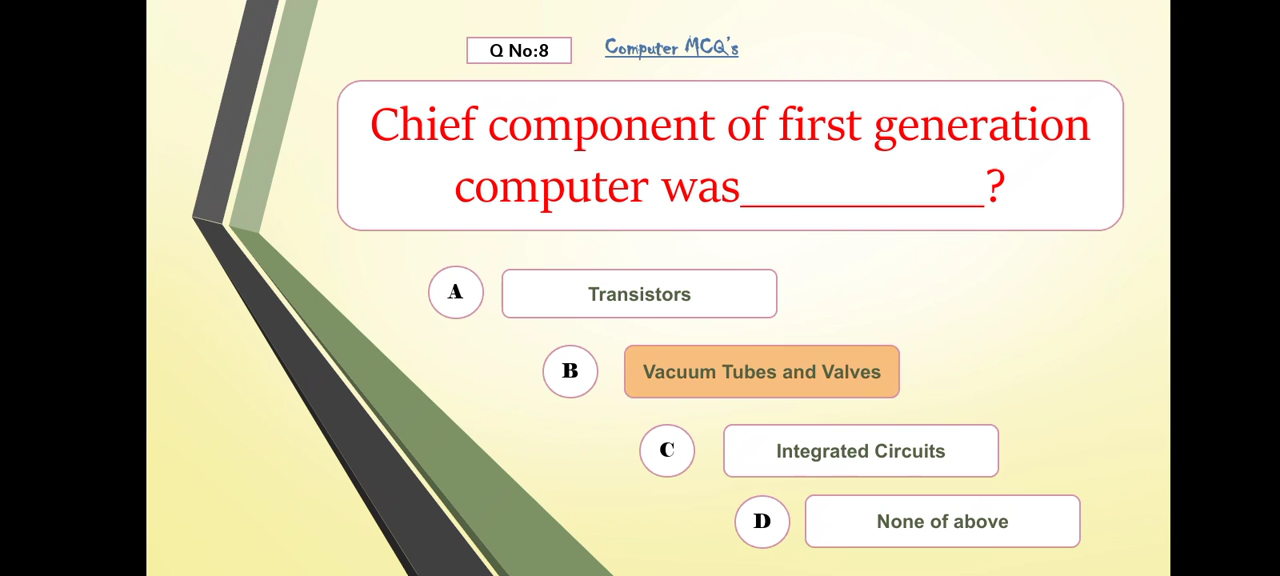 Q No:8
Computer MCQ's
Chief component of first generation
computer was___________?
A
Transistors
B
Vacuum Tubes and Valves
C
Integrated Circuits
D
None of above